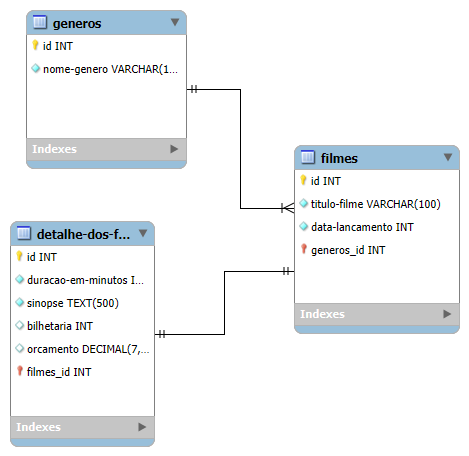 generos
id INT
nome-genero VARCHAR(1...
Indexes
filmes
id INT
titulo-filme VARCHAR(100)
data-lancamento INT
generos_id INT
Indexes
detalhe-dos-f...
id INT
duracao-em-minutos I...
sinopse TEXT(500)
bilhetaria INT
orcamento DECIMAL(7,...
filmes_id INT
Indexes